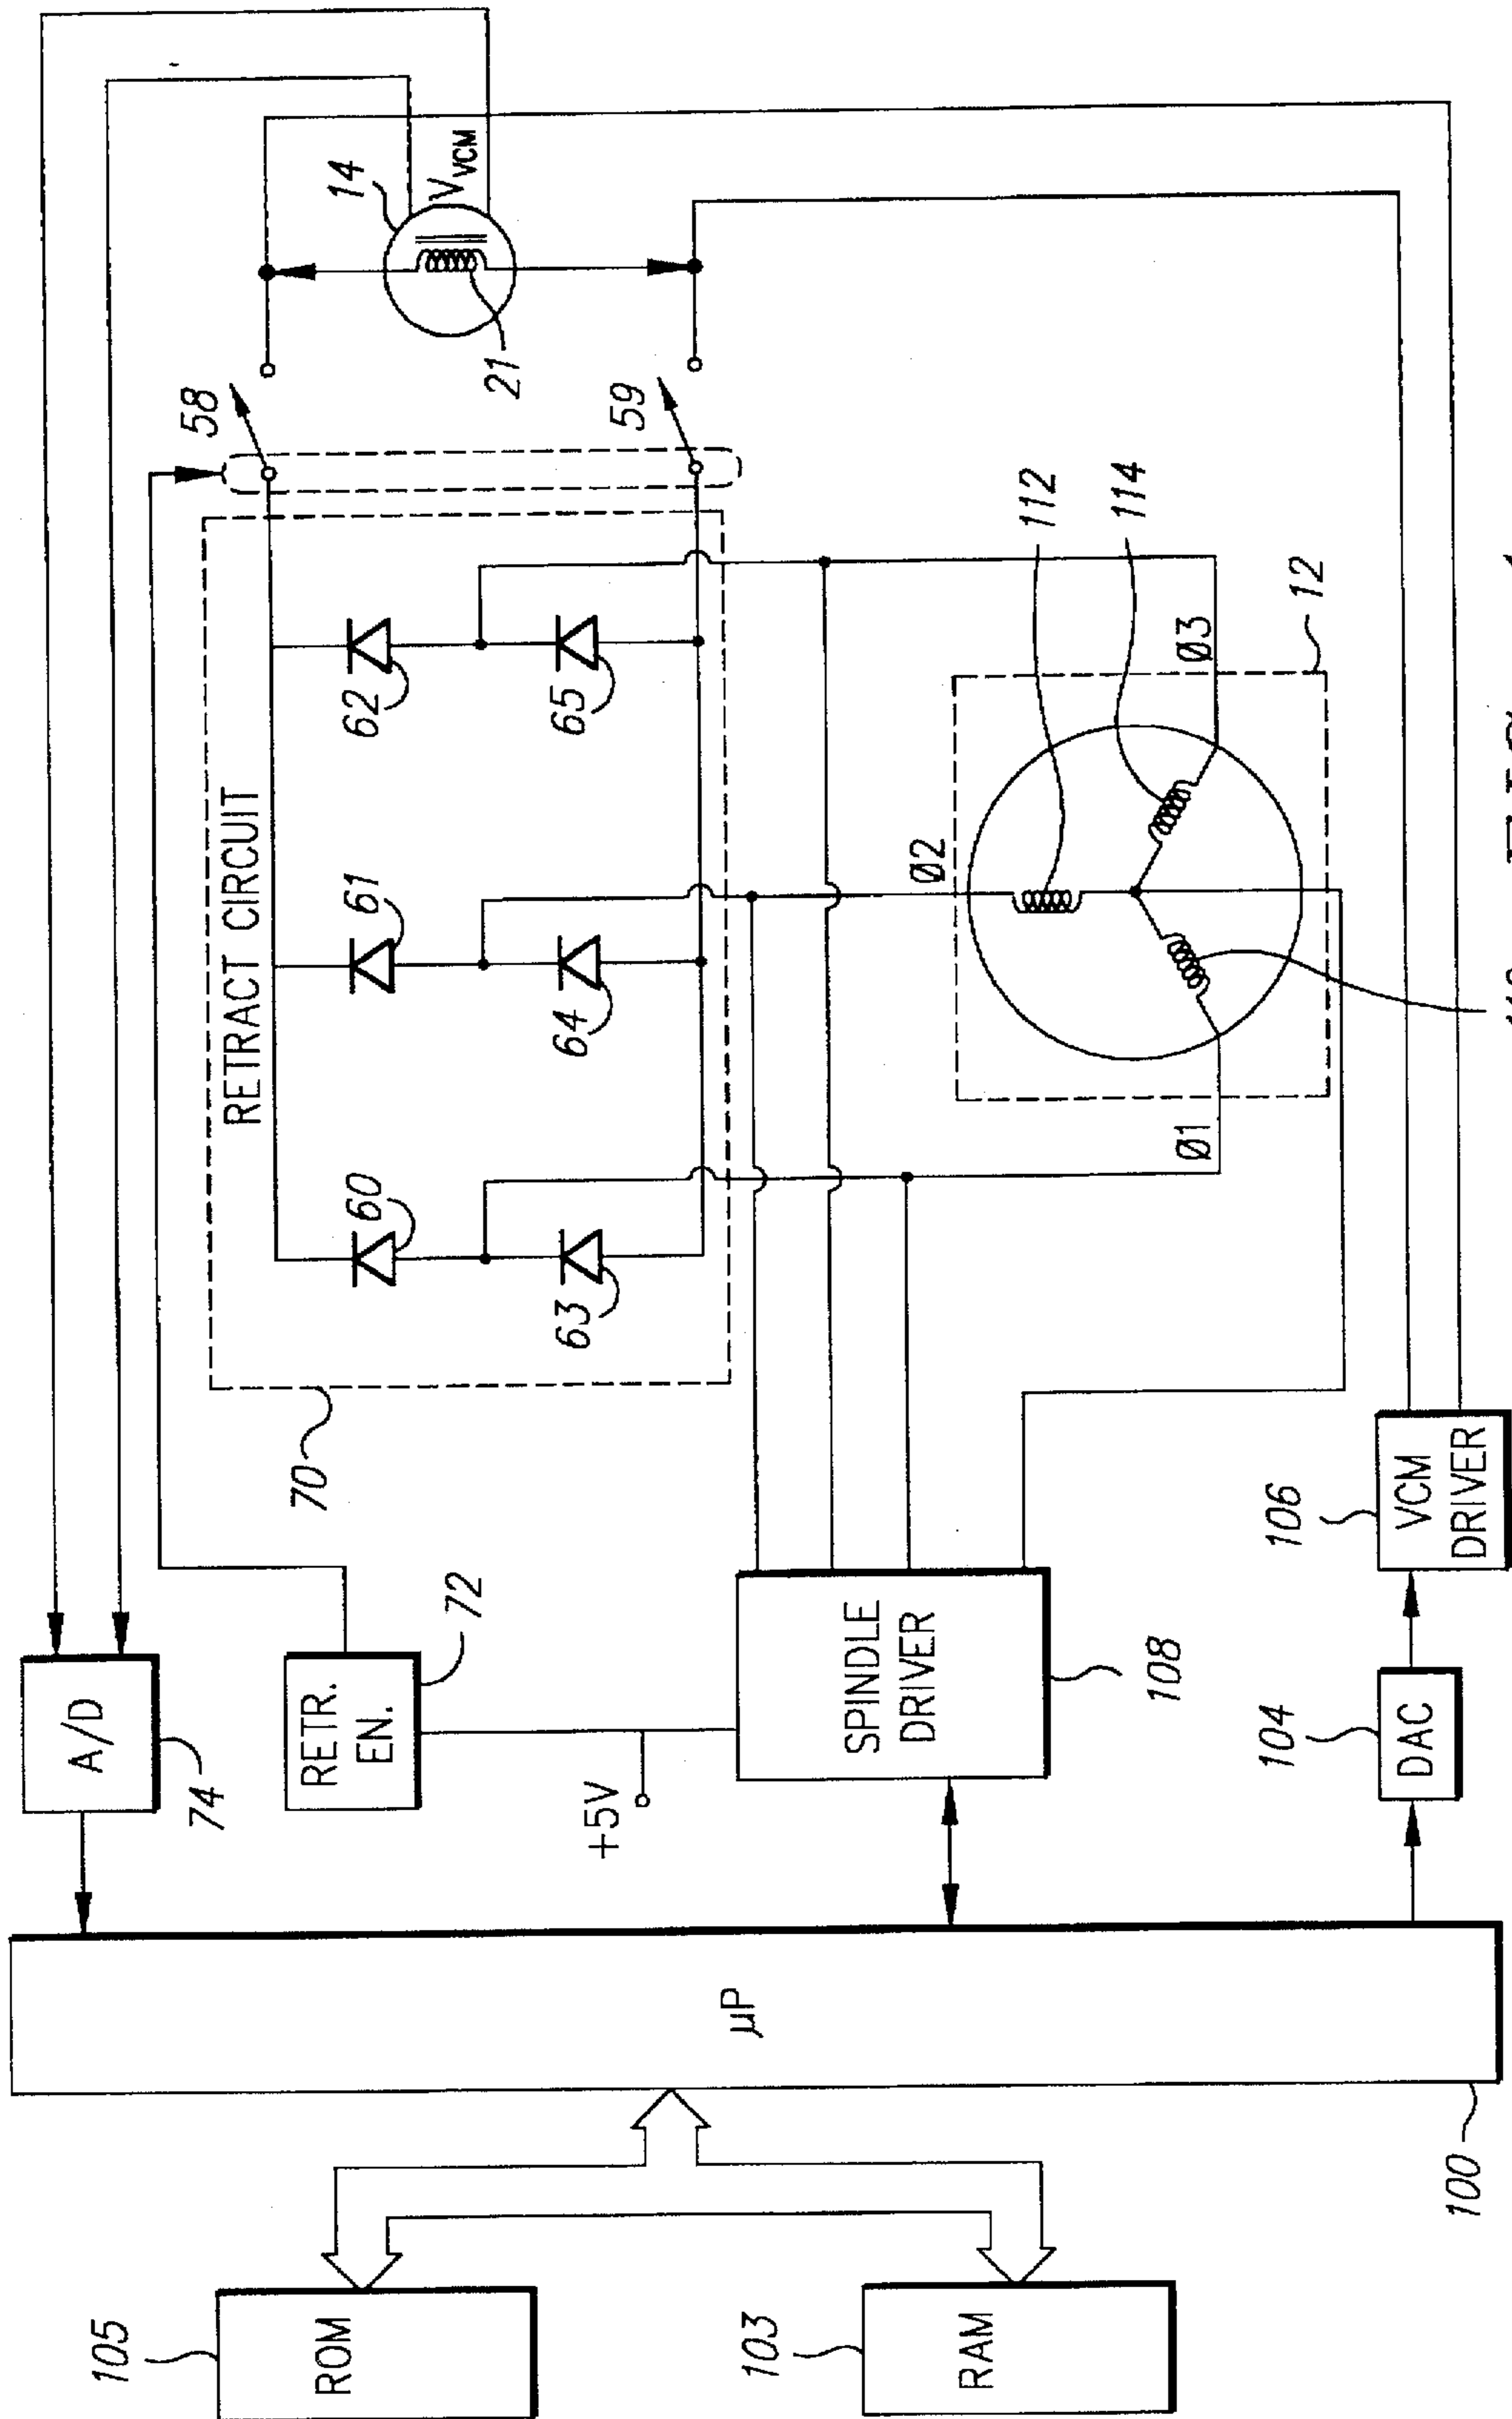 105
ROM
103
RAM
µP
100
A/D
74
RETR.
EN.
72
+5V
SPINDLE
DRIVER
108
104
DAC
106
VCM
DRIVER
70
RETRACT CIRCUIT
60
61
62
63
64
65
58
59
14
V VCM
21
Ø1
Ø2
Ø3
112
114
12